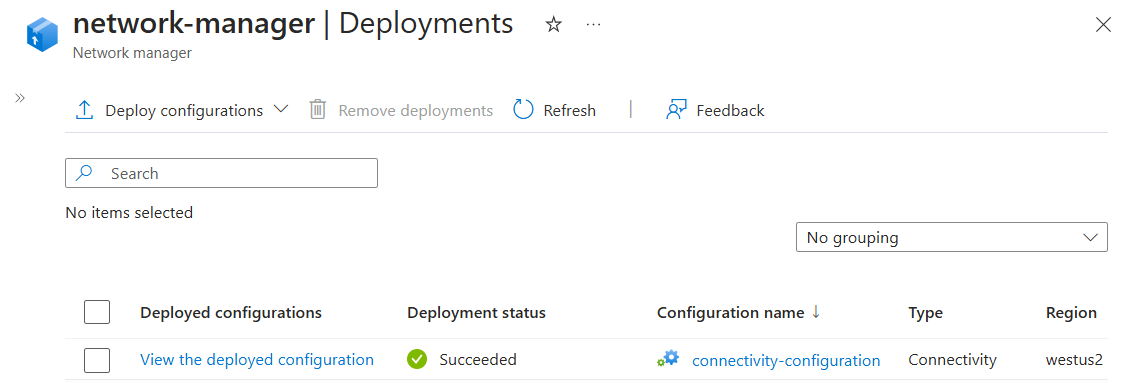 network-manager | Deployments
Network manager
Deploy configurations Remove deployments Refresh | Feedback
Search
No items selected
No grouping
Deployed configurations Deployment status Configuration name ↓ Type Region
View the deployed configuration Succeeded connectivity-configuration Connectivity westus2